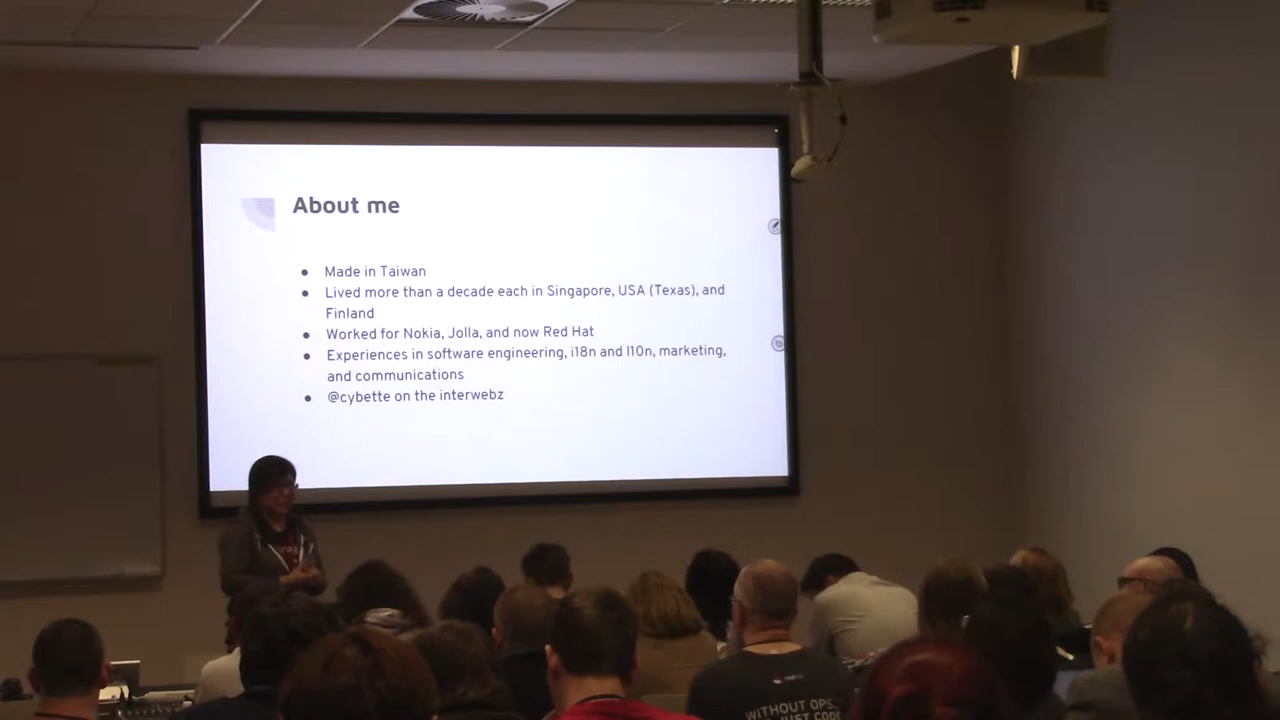 About me
Made in Taiwan
Lived more than a decade each in Singapore, USA (Texas), and
Finland
Worked for Nokia, Jolla, and now Red Hat
Experiences in software engineering, i18n and l10n, marketing,
and communications
@cybette on the interwebz
WITHOUT OPS,
JUST CODE